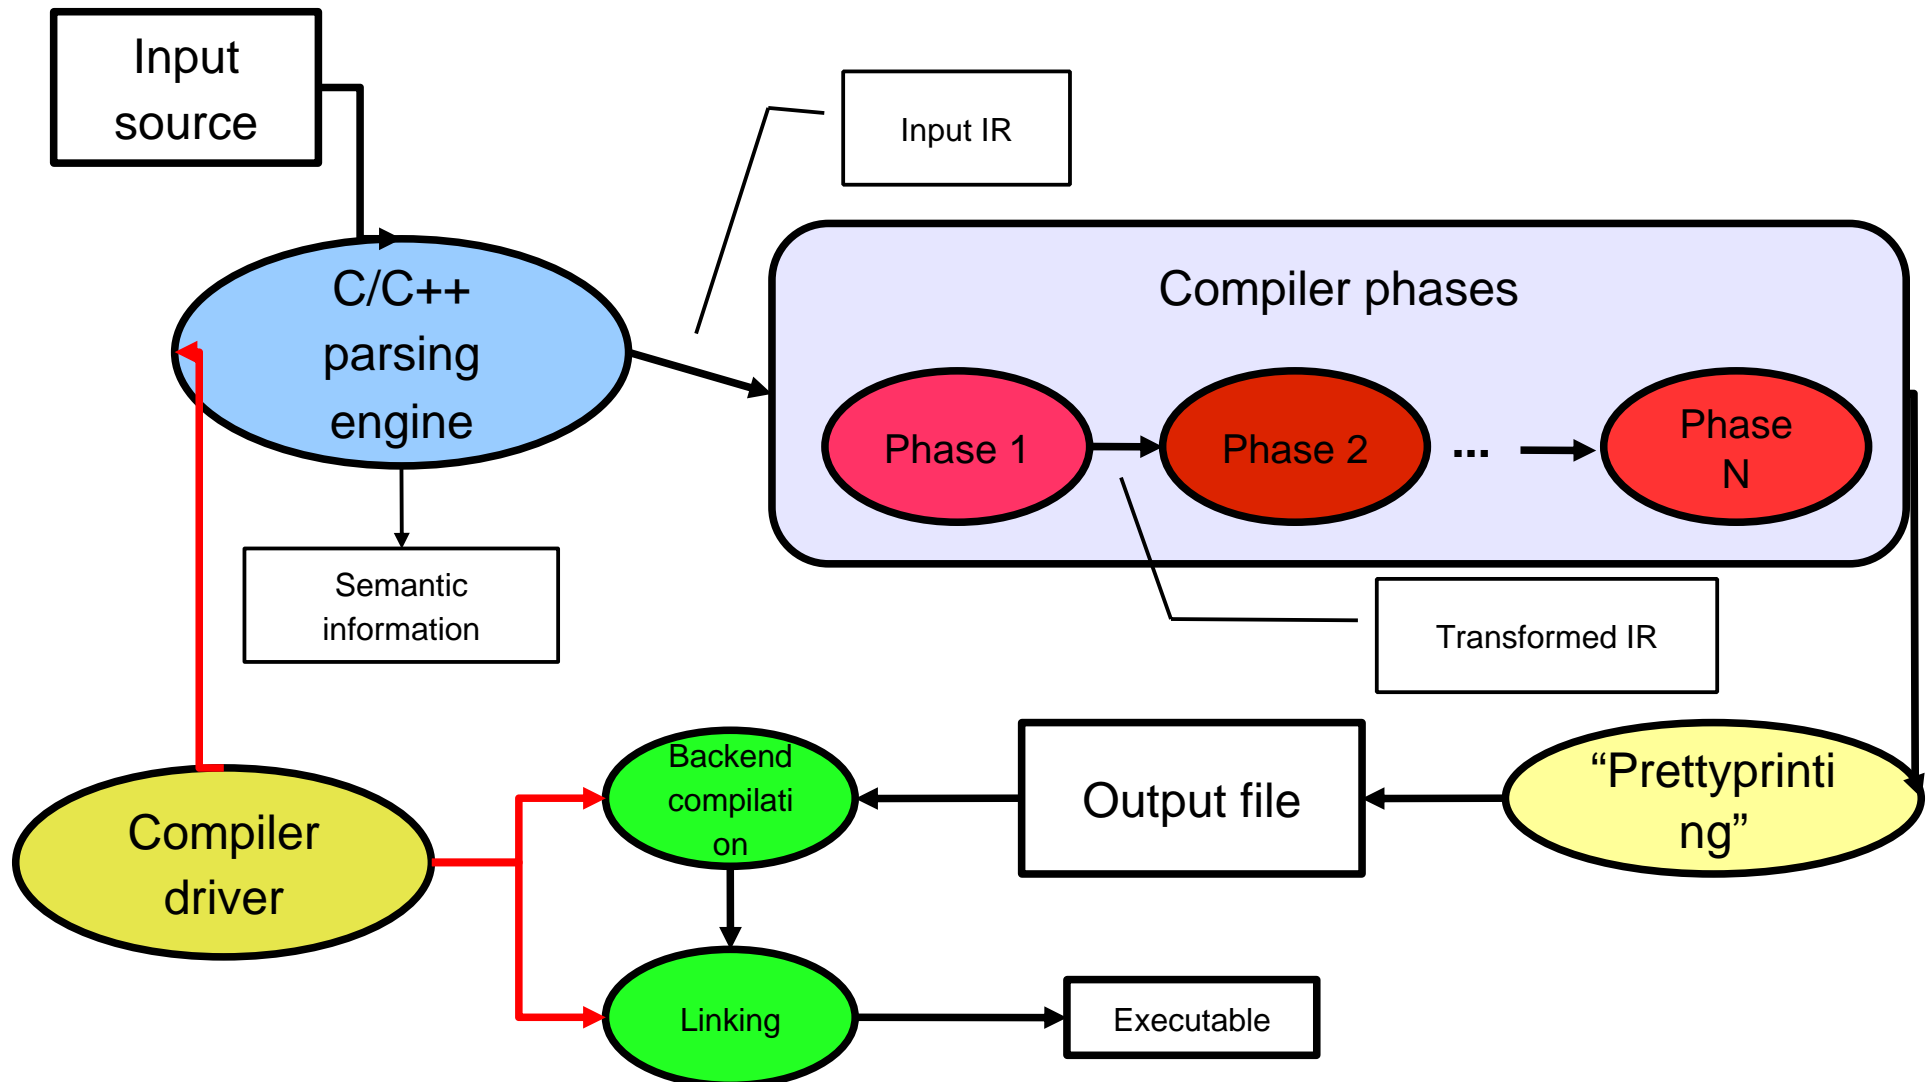 Input
source
Input IR
C/C++
parsing
engine
Compiler phases
Phase 1
Phase 2
...
Phase
N
Semantic
information
Transformed IR
Compiler
driver
Backend
compilati
on
Output file
“Prettyprinti
ng”
Linking
Executable